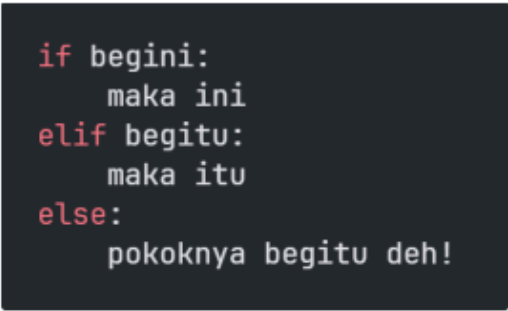 if begini:
    maka ini
elif begitu:
    maka itu
else:
    pokoknya begitu deh!